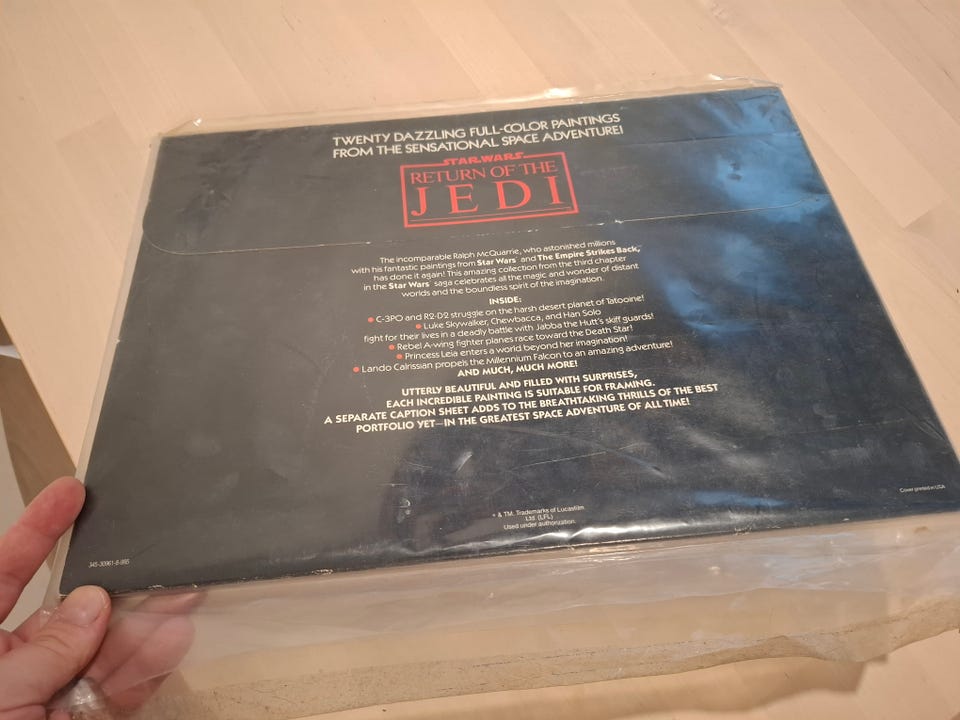 TWENTY DAZZLING FULL-COLOR PAINTINGS
FROM THE SENSATIONAL SPACE ADVENTURE!
STAR WARS
RETURN OF THE
JEDI
The incomparable Ralph McQuarrie, who astonished millions
with his fantastic paintings from Star Wars and The Empire Strikes Back,
has done it again! This amazing collection from the third chapter
in the Star Wars saga celebrates all the magic and wonder of distant
worlds and the boundless spirit of the imagination.
INSIDE:
• C-3PO and R2-D2 struggle on the harsh desert planet of Tatooine!
• Luke Skywalker, Chewbacca, and Han Solo
fight for their lives in a deadly battle with Jabba the Hutt's skiff guards!
• Rebel A-wing fighter planes race toward the Death Star!
• Princess Leia enters a world beyond her imagination!
• Lando Calrissian propels the Millennium Falcon to an amazing adventure!
AND MUCH, MUCH MORE!
UTTERLY BEAUTIFUL AND FILLED WITH SURPRISES,
EACH INCREDIBLE PAINTING IS SUITABLE FOR FRAMING.
A SEPARATE CAPTION SHEET ADDS TO THE BREATHTAKING THRILLS OF THE BEST
PORTFOLIO YET—IN THE GREATEST SPACE ADVENTURE OF ALL TIME!
& TM. Trademarks of Lucasfilm
Ltd. (LFL)
Used under authorization.
Cover printed in USA
345-30961-8-995